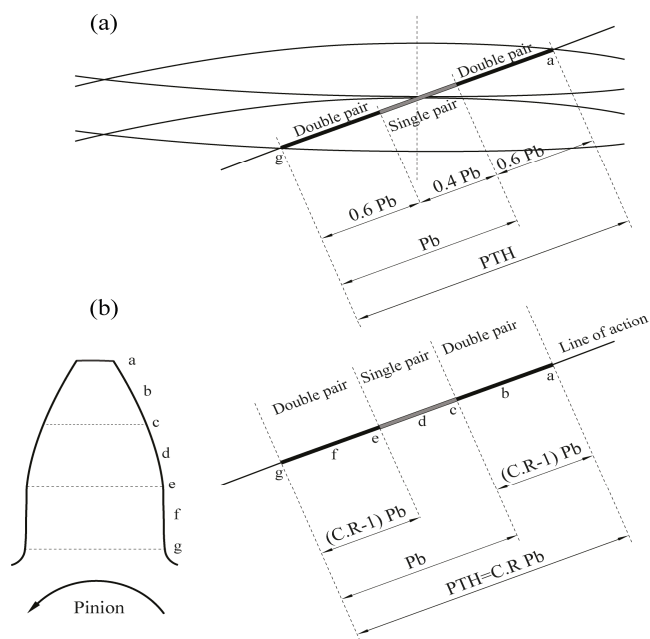 (a)
Double pair
a
Double pair
Single pair
g
0.6 Pb
0.4 Pb
0.6 Pb
Pb
PTH
(b)
a
b
c
d
e
f
g
Pinion
Double pair
Single pair
Double pair
Line of action
a
b
c
d
e
f
g
(C.R-1) Pb
(C.R-1) Pb
Pb
PTH=C.R Pb